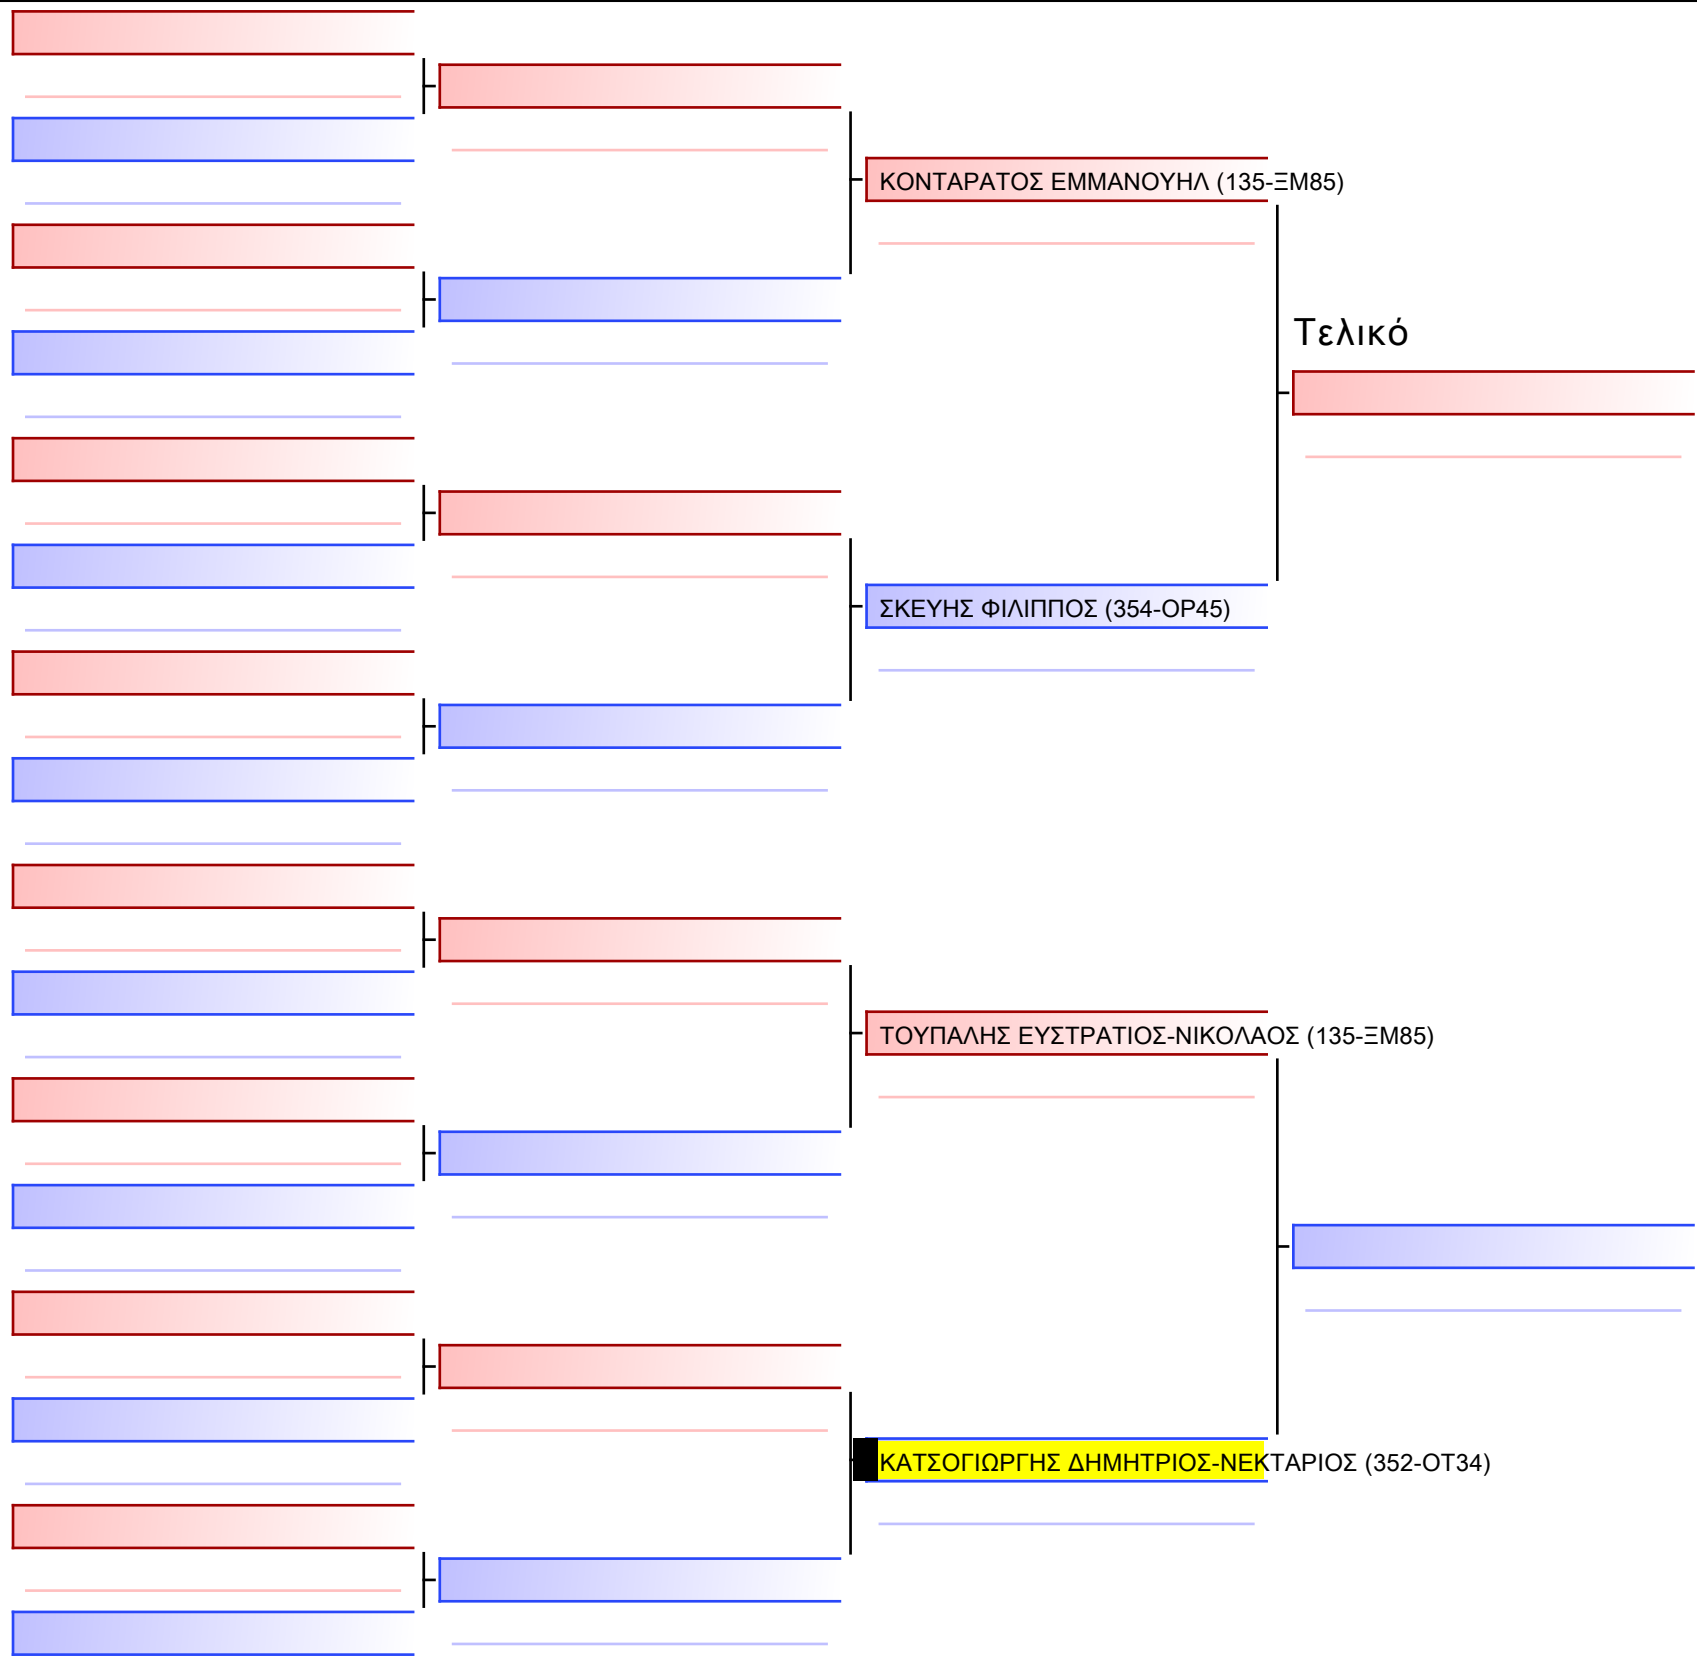 ΚΟΝΤΑΡΑΤΟΣ ΕΜΜΑΝΟΥΗΛ (135-ΞΜ85)
Τελικό
ΣΚΕΥΗΣ ΦΙΛΙΠΠΟΣ (354-ΟΡ45)
ΤΟΥΠΑΛΗΣ ΕΥΣΤΡΑΤΙΟΣ-ΝΙΚΟΛΑΟΣ (135-ΞΜ85)
ΚΑΤΣΟΓΙΩΡΓΗΣ ΔΗΜΗΤΡΙΟΣ-ΝΕΚΤΑΡΙΟΣ (352-ΟΤ34)